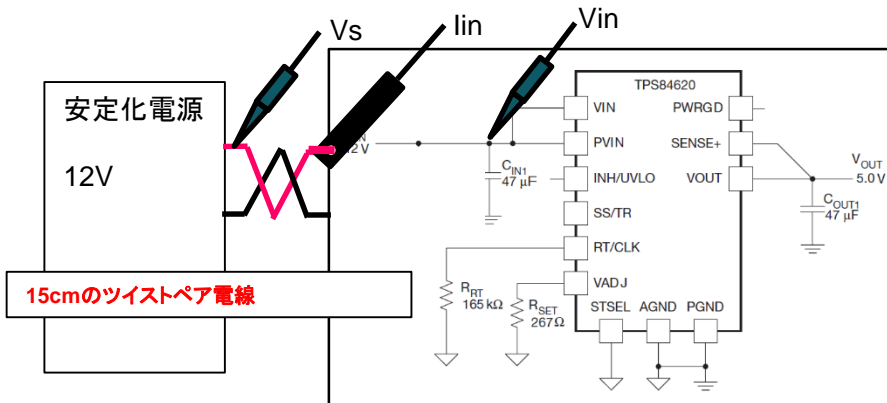 Vs
Iin
Vin
安定化電源
12V
15cmのツイストペア電線
12 V
CIN1
47 μF
TPS84620
VIN
PWRGD
PVIN
SENSE+
INH/UVLO
VOUT
SS/TR
RT/CLK
VADJ
STSEL
AGND
PGND
RRT
165 kΩ
RSET
267Ω
VOUT
5.0 V
COUT1
47 μF